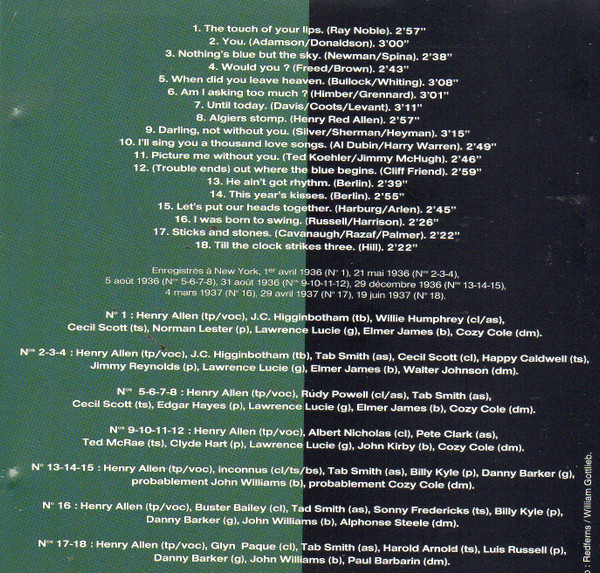 1. The touch of your lips. (Ray Noble). 2'57"
2. You. (Adamson/Donaldson). 3'00"
3. Nothing's blue but the sky. (Newman/Spina). 2'38"
4. Would you ? (Freed/Brown). 2'43"
5. When did you leave heaven. (Bullock/Whiting). 3'08"
6. Am I asking too much ? (Himber/Grennard). 3'01"
7. Until today. (Davis/Coots/Levant). 3'11"
8. Algiers stomp. (Henry Red Allen). 2'57"
9. Darling, not without you. (Silver/Sherman/Heyman). 3'15"
10. I'll sing you a thousand love songs. (Al Dubin/Harry Warren). 2'49"
11. Picture me without you. (Ted Koehler/Jimmy McHugh). 2'46"
12. (Trouble ends) out where the blue begins. (Cliff Friend). 2'59"
13. He ain't got rhythm. (Berlin). 2'39"
14. This year's kisses. (Berlin). 2'55"
15. Let's put our heads together. (Harburg/Arlen). 2'45"
16. I was born to swing. (Russell/Harrison). 2'26"
17. Sticks and stones. (Cavanaugh/Razaf/Palmer). 2'22"
18. Till the clock strikes three. (Hill). 2'22"
Enregistrés à New York, 1er avril 1936 (N° 1), 21 mai 1936 (Nos 2-3-4),
5 août 1936 (Nos 5-6-7-8), 31 août 1936 (Nos 9-10-11-12), 29 décembre 1936 (Nos 13-14-15),
4 mars 1937 (N° 16), 29 avril 1937 (N° 17), 19 juin 1937 (N° 18).
N° 1 : Henry Allen (tp/voc), J.C. Higginbotham (tb), Willie Humphrey (cl/as),
Cecil Scott (ts), Norman Lester (p), Lawrence Lucie (g), Elmer James (b), Cozy Cole (dm).
Nos 2-3-4 : Henry Allen (tp/voc), J.C. Higginbotham (tb), Tab Smith (as), Cecil Scott (cl), Happy Caldwell (ts),
Jimmy Reynolds (p), Lawrence Lucie (g), Elmer James (b), Walter Johnson (dm).
Nos 5-6-7-8 : Henry Allen (tp/voc), Rudy Powell (cl/as), Tab Smith (as),
Cecil Scott (ts), Edgar Hayes (p), Lawrence Lucie (g), Elmer James (b), Cozy Cole (dm).
Nos 9-10-11-12 : Henry Allen (tp/voc), Albert Nicholas (cl), Pete Clark (as),
Ted McRae (ts), Clyde Hart (p), Lawrence Lucie (g), John Kirby (b), Cozy Cole (dm).
Nos 13-14-15 : Henry Allen (tp/voc), inconnus (cl/ts/bs), Tab Smith (as), Billy Kyle (p), Danny Barker (g),
probablement John Williams (b), probablement Cozy Cole (dm).
N° 16 : Henry Allen (tp/voc), Buster Bailey (cl), Tad Smith (as), Sonny Fredericks (ts), Billy Kyle (p),
Danny Barker (g), John Williams (b), Alphonse Steele (dm).
Nos 17-18 : Henry Allen (tp/voc), Glyn Paque (cl), Tab Smith (as), Harold Arnold (ts), Luis Russell (p),
Danny Barker (g), John Williams (b), Paul Barbarin (dm).
: Redferns / William Gottlieb.